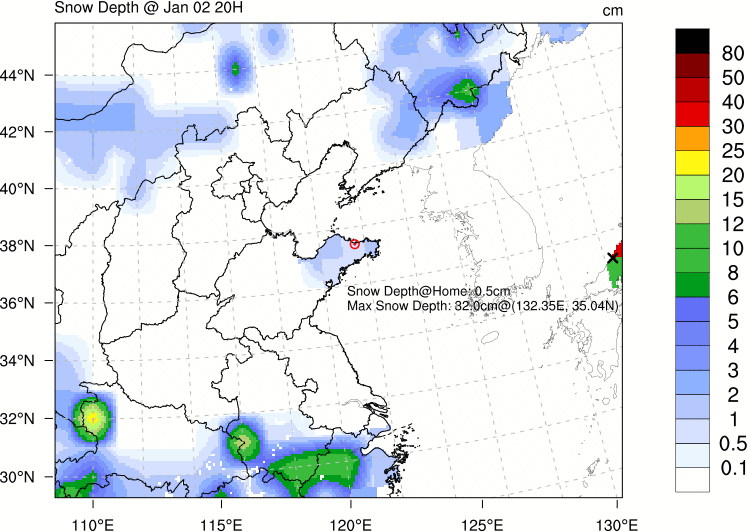 Snow Depth @ Jan 02 20H
cm
44°N
42°N
40°N
38°N
36°N
34°N
32°N
30°N
Snow Depth@Home: 0.5cm
Max Snow Depth: 32.0cm@(132.35E, 35.04N)
110°E
115°E
120°E
125°E
130°E
80
50
40
30
25
20
15
12
10
8
6
5
4
3
2
1
0.5
0.1